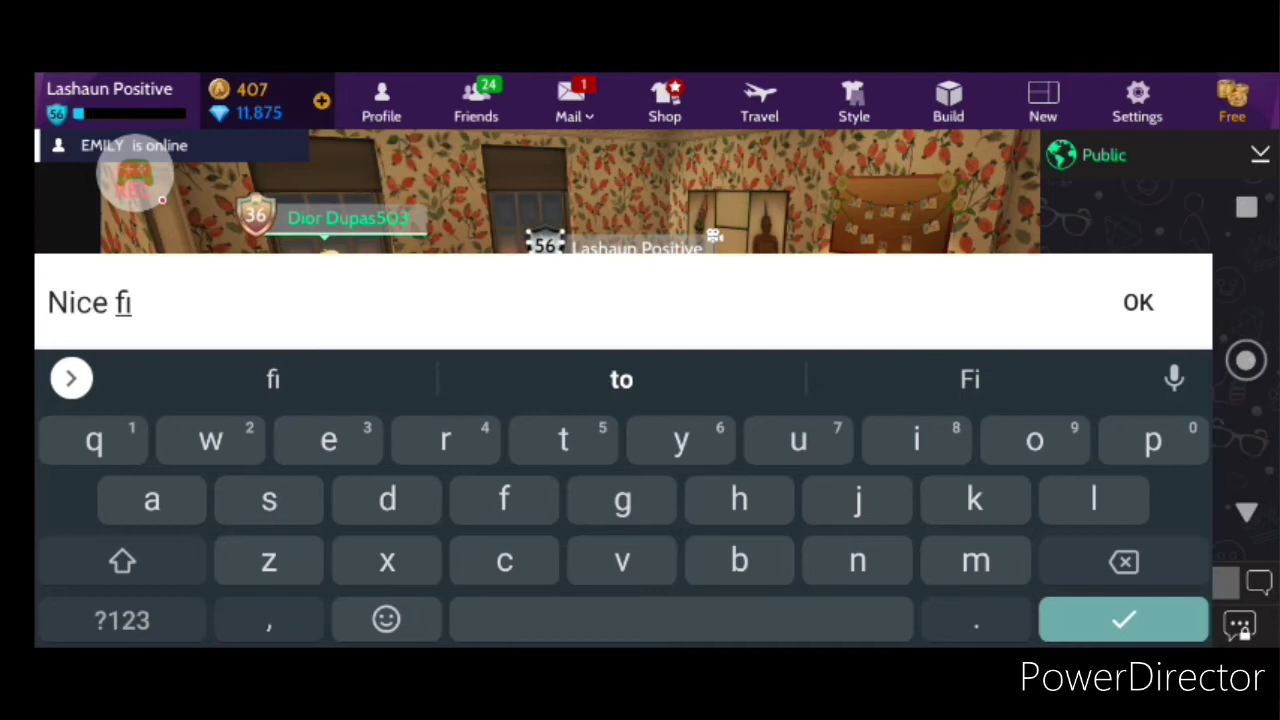 Lashaun Positive
56
407
11,875
Profile
24
Friends
1
Mail
Shop
Travel
Style
Build
New
Settings
Free
EMILY is online
REC
Public
36
Dior Dupas503
56
Lashaun Positive
Nice fi
OK
fi
to
Fi
q 1 w 2 e 3 r 4 t 5 y 6 u 7 i 8 o 9 p 0
a s d f g h j k l
z x c v b n m
?123 , .
PowerDirector